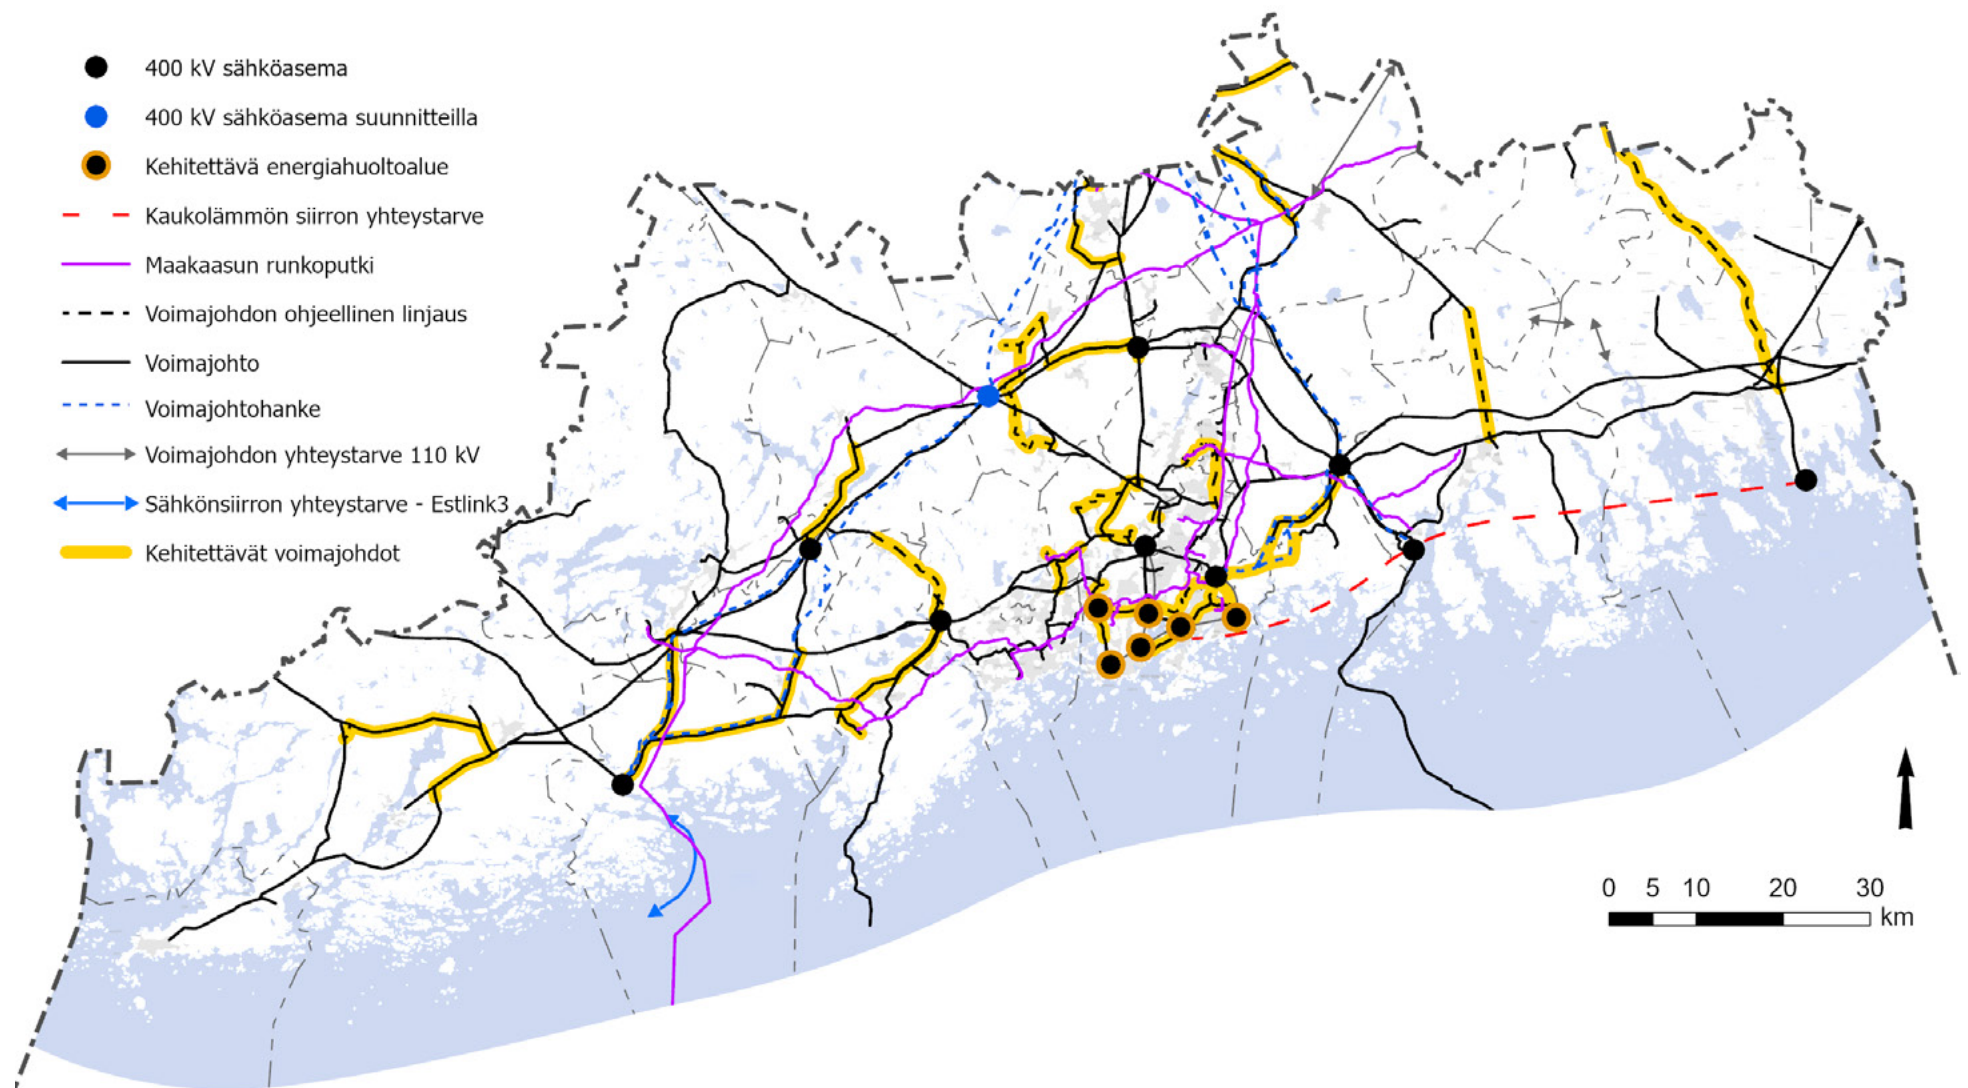 400 kV sähköasema
400 kV sähköasema suunnitteilla
Kehitettävä energiahuoltoalue
Kaukolämmön siirron yhteystarve
Maakaasun runkoputki
Voimajohdon ohjeellinen linjaus
Voimajohto
Voimajohtohanke
Voimajohdon yhteystarve 110 kV
Sähkönsiirron yhteystarve - Estlink3
Kehitettävät voimajohdot
0 5 10 20 30
km